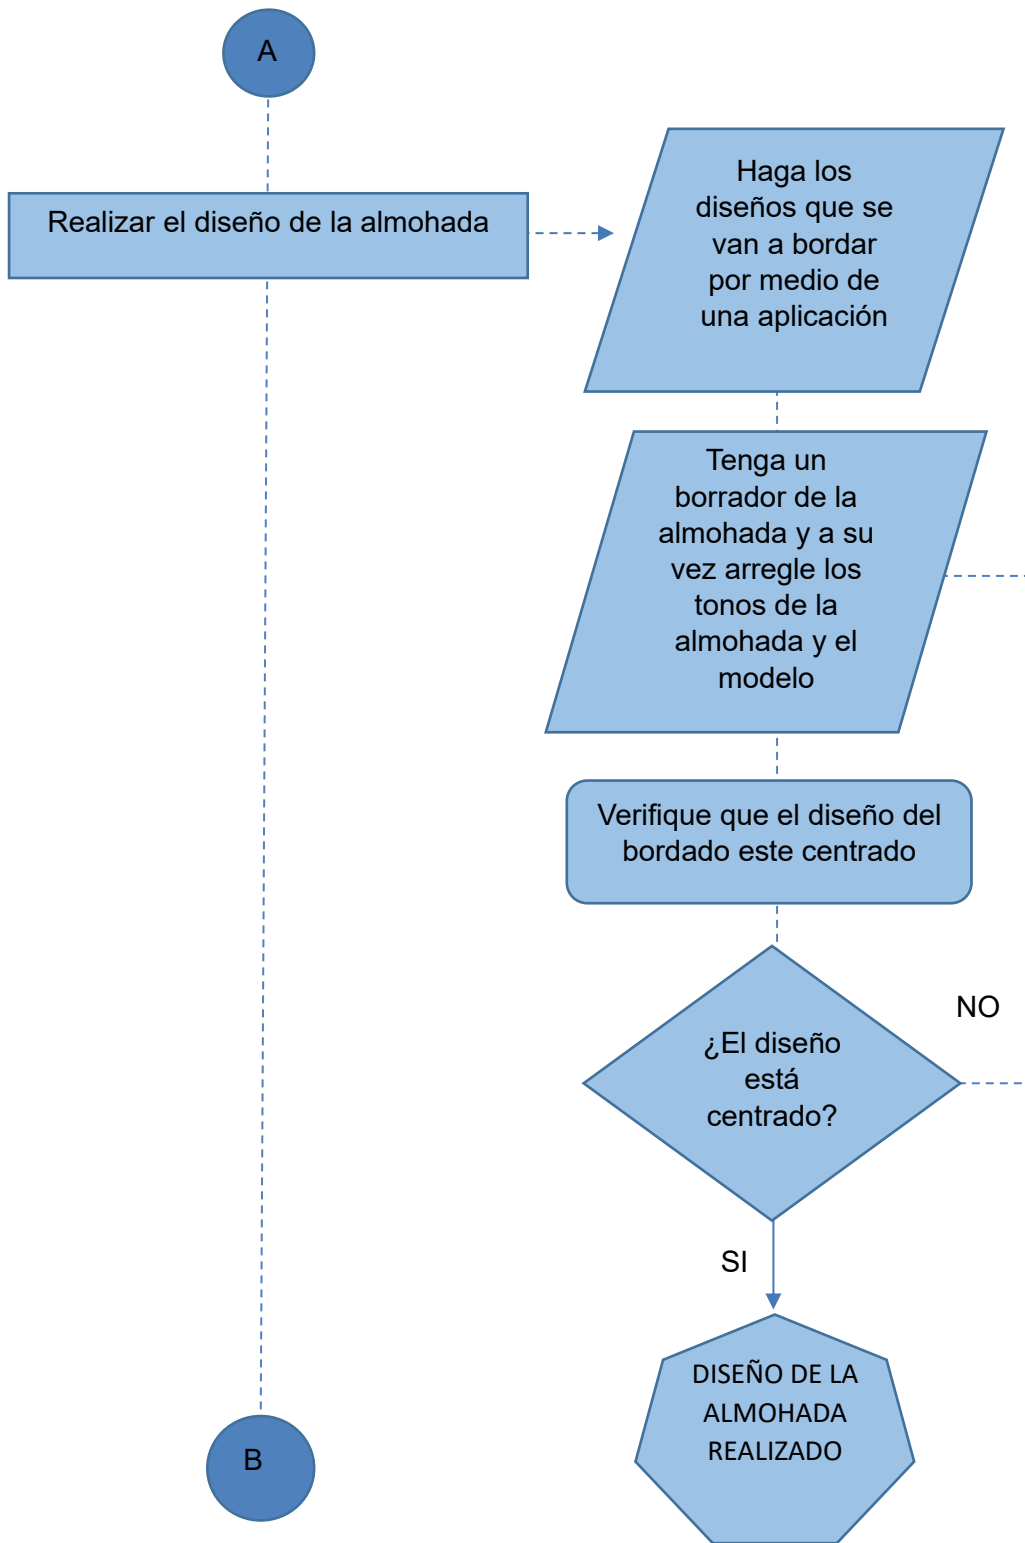 A
Realizar el diseño de la almohada
Haga los
diseños que se
van a bordar
por medio de
una aplicación
Tenga un
borrador de la
almohada y a su
vez arregle los
tonos de la
almohada y el
modelo
Verifique que el diseño del
bordado este centrado
¿El diseño
está
centrado?
NO
SI
DISEÑO DE LA
ALMOHADA
REALIZADO
B